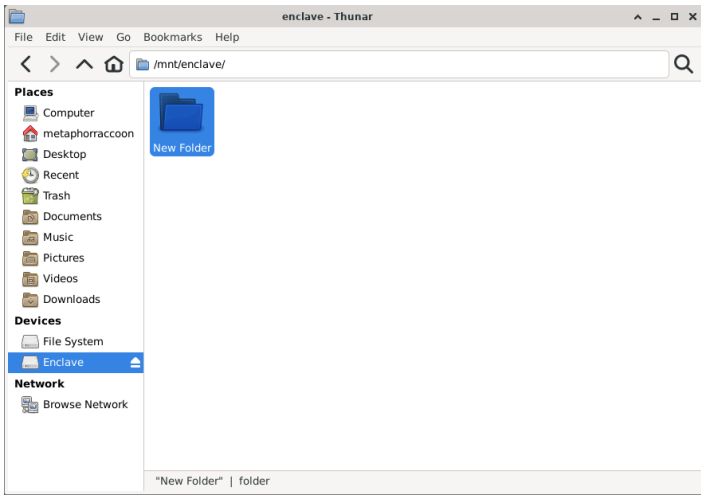 enclave - Thunar
File Edit View Go Bookmarks Help
/mnt/enclave/
Places
Computer
metaphorraccoon
Desktop
Recent
Trash
Documents
Music
Pictures
Videos
Downloads
Devices
File System
Enclave
Network
Browse Network
New Folder
"New Folder" | folder